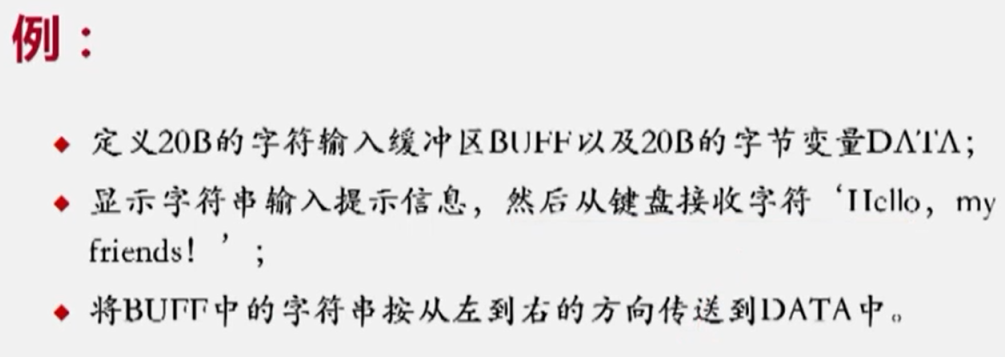 例：
定义20B的字符输入缓冲区BUFF以及20B的字节变量DATA；
显示字符串输入提示信息，然后从键盘接收字符‘Hello，my
friends！’；
将BUFF中的字符串按从左到右的方向传送到DATA中。